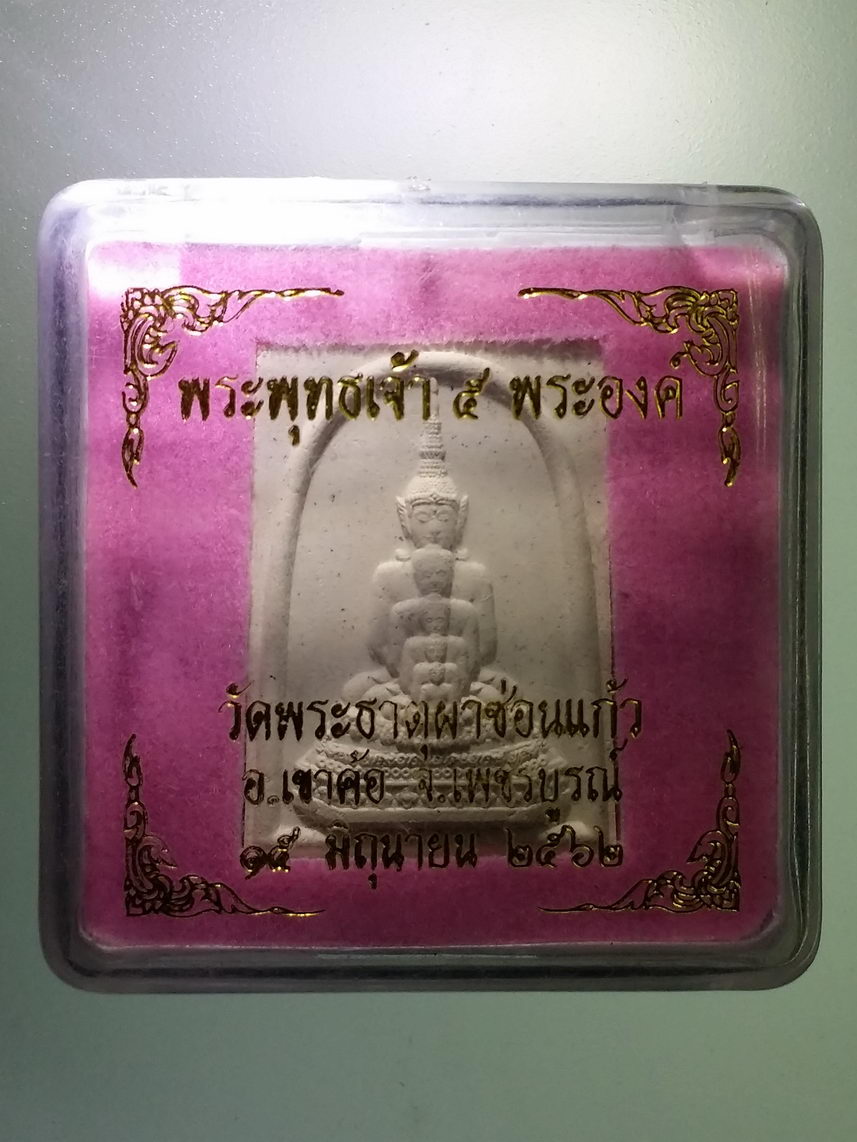 พระพุทธเจ้า ๕ พระองค์
วัดพระธาตุผาซ่อนแก้ว
อ.เขาค้อ จ.เพชรบูรณ์
๑๕ มิถุนายน ๒๕๖๒